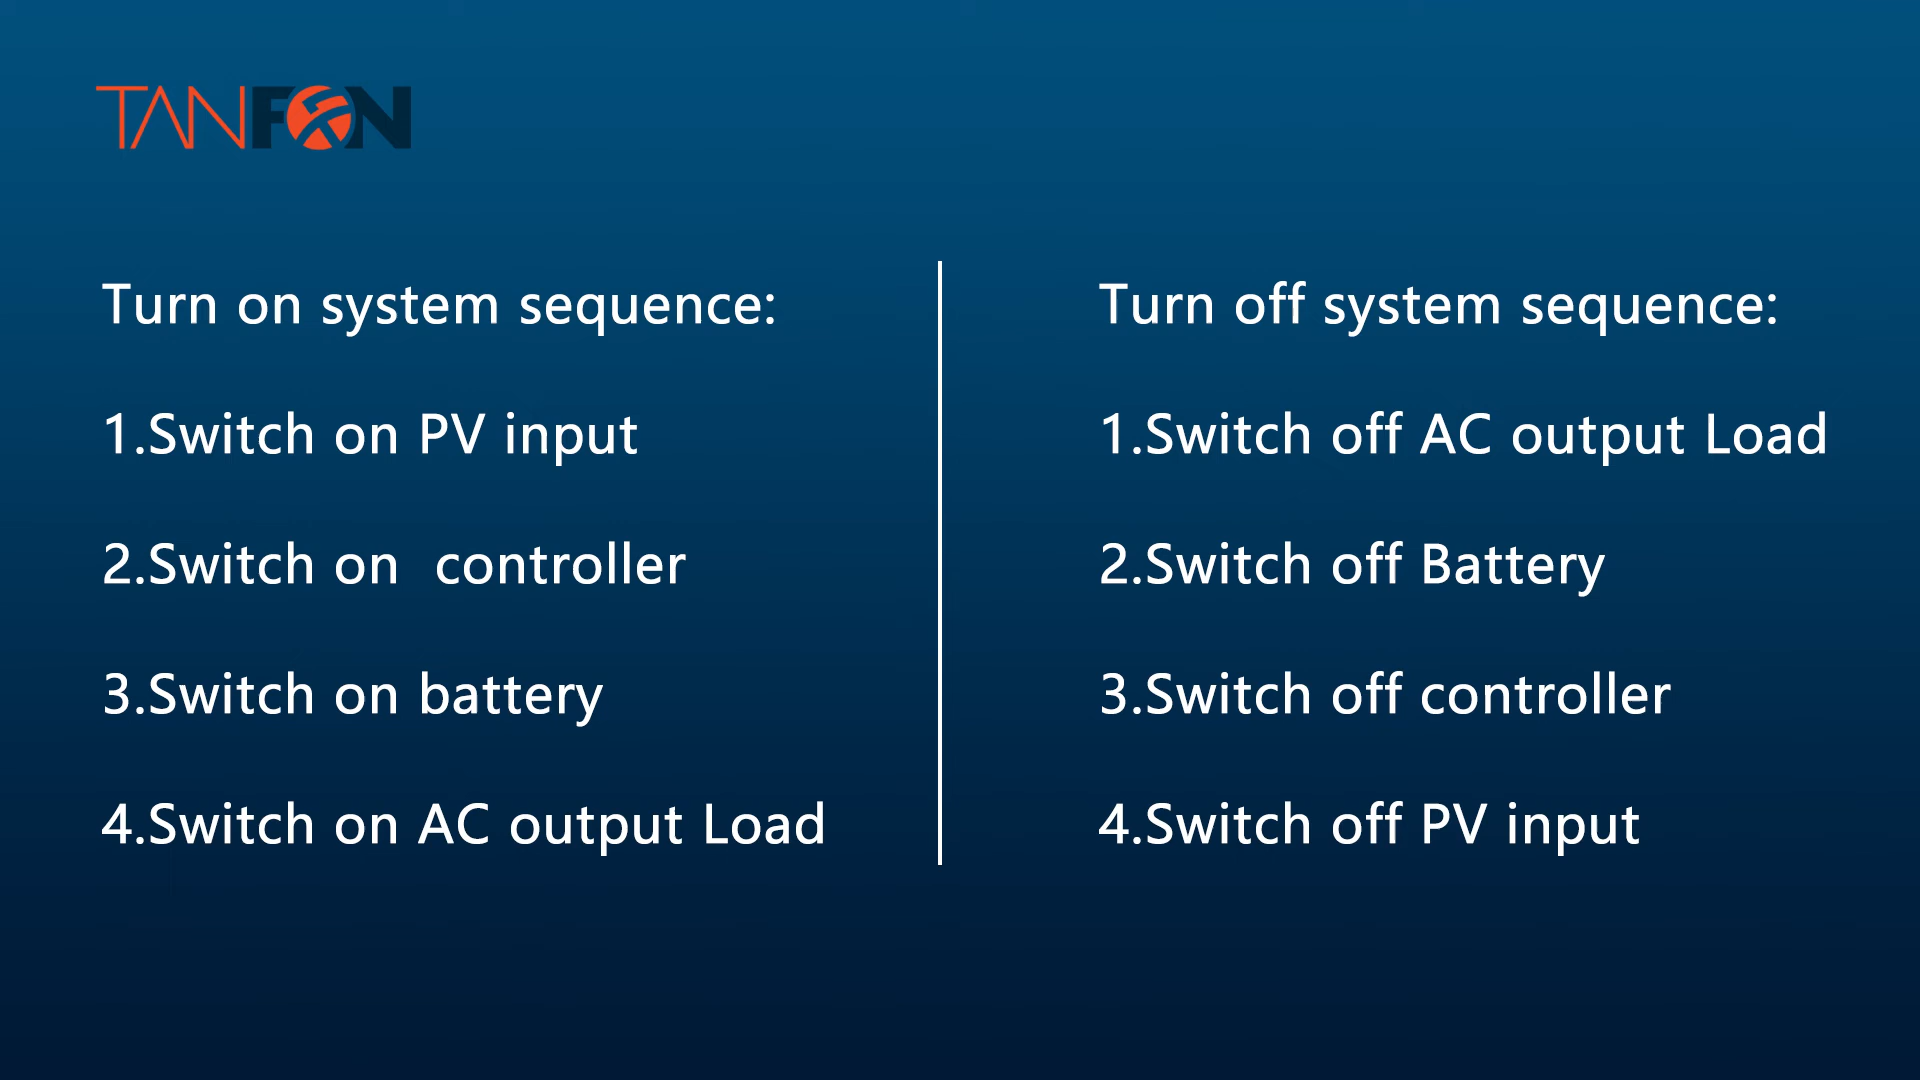 TANFON
Turn on system sequence:
1.Switch on PV input
2.Switch on  controller
3.Switch on battery
4.Switch on AC output Load
Turn off system sequence:
1.Switch off AC output Load
2.Switch off Battery
3.Switch off controller
4.Switch off PV input